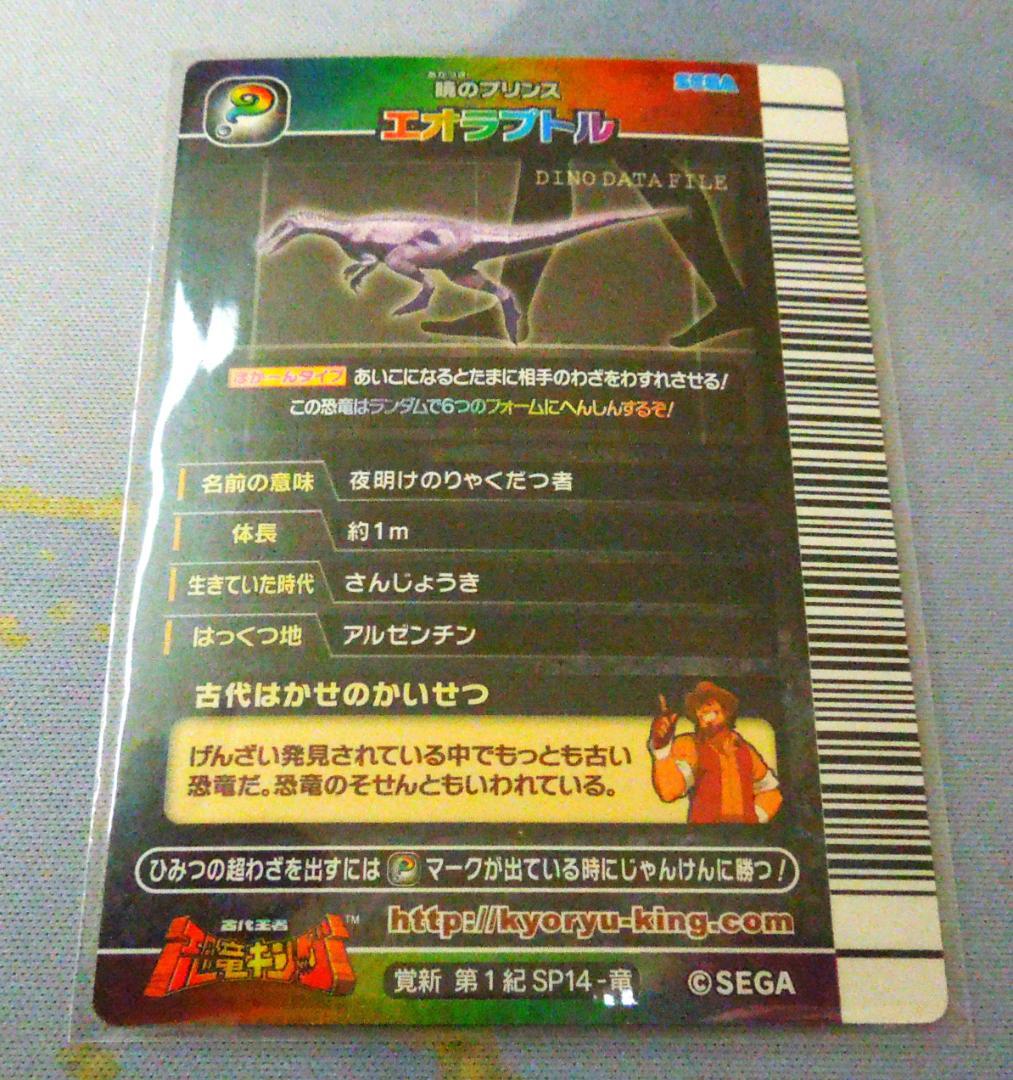 あかつき
暁のプリンス
SEGA
エオラプトル
DINO DATA FILE
ぽかーんタイプ あいこになるとたまに相手のわざをわすれさせる!
この恐竜はランダムで6つのフォームにへんしんするぞ!
名前の意味 夜明けのりゃくだつ者
体長 約1m
生きていた時代 さんじょうき
はっくつ地 アルゼンチン
古代はかせのかいせつ
げんざい発見されている中でもっとも古い
恐竜だ。恐竜のそせんともいわれている。
ひみつの超わざを出すには マークが出ている時にじゃんけんに勝つ!
古代王者
恐竜キング TM
http://kyoryu-king.com
覚新 第1紀 SP14-竜
©SEGA